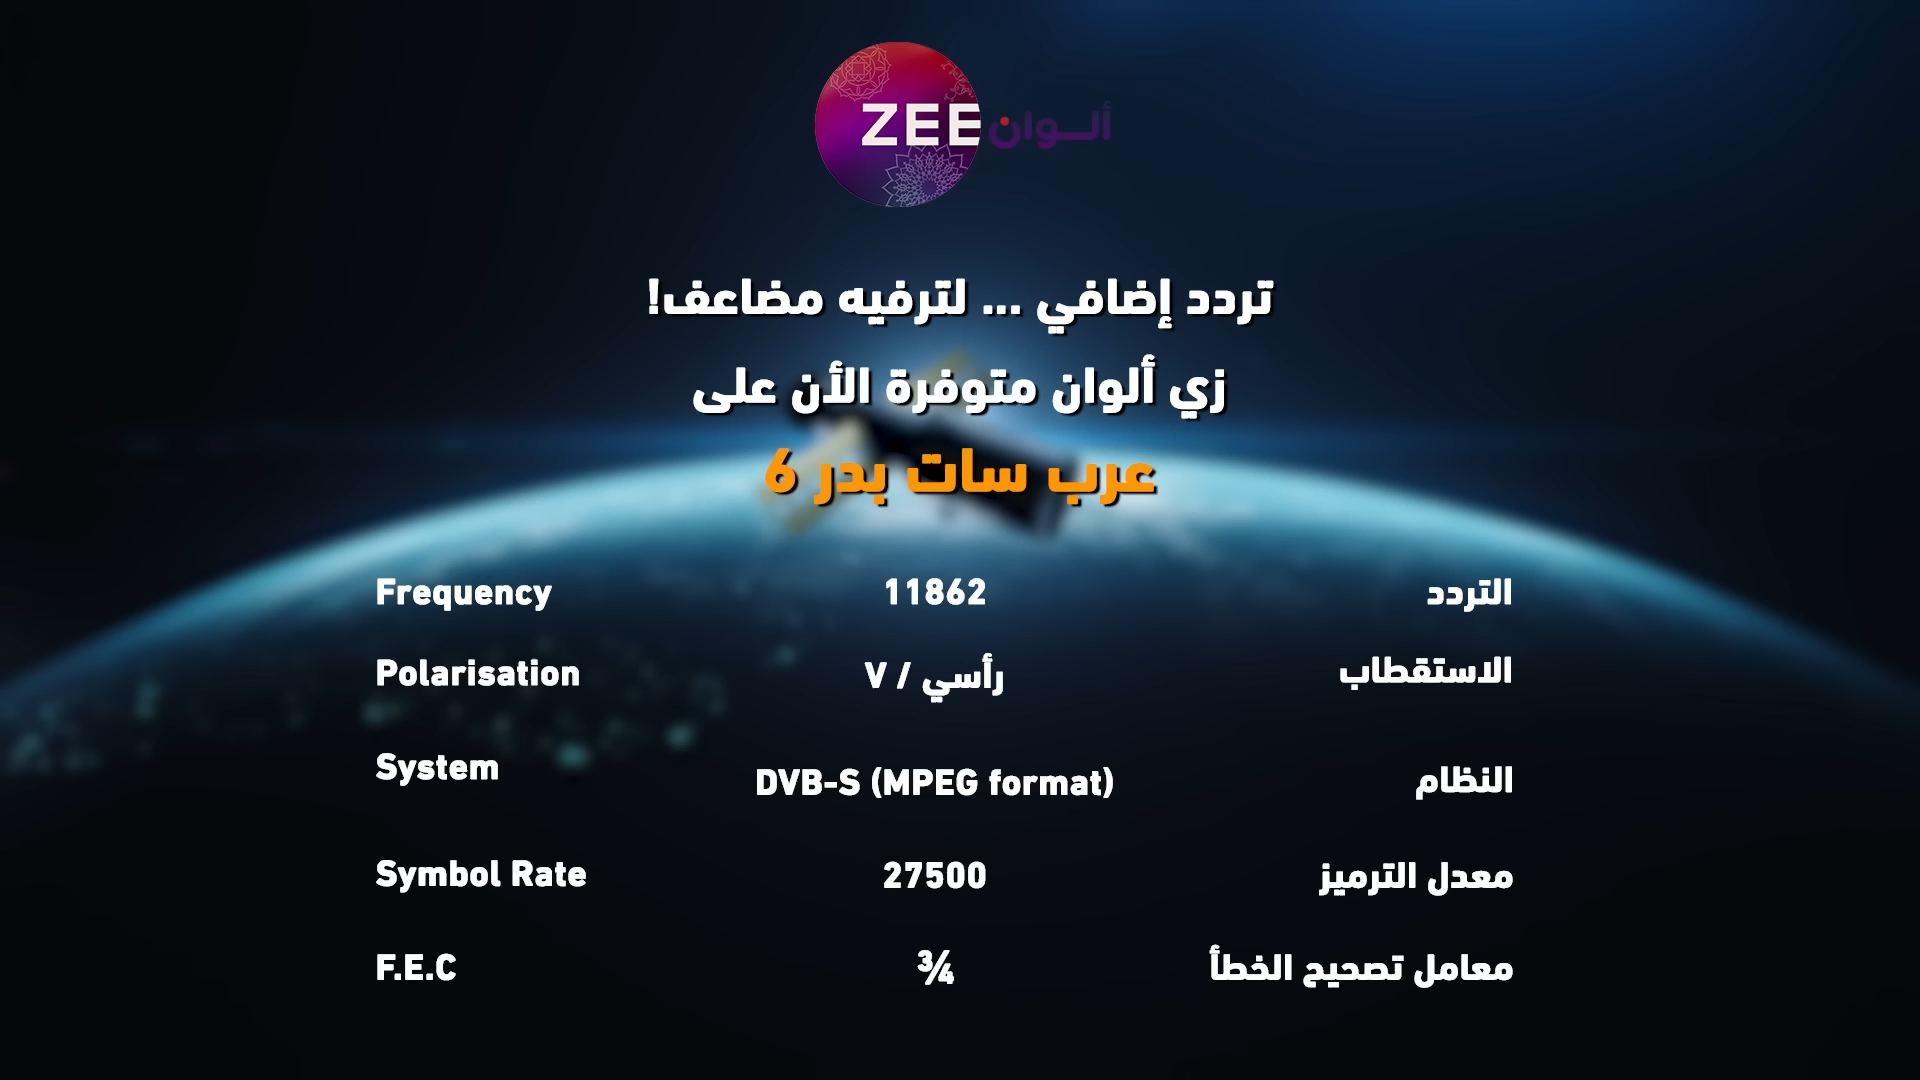 ZEE ألوان
تردد إضافي ... لترفيه مضاعف!
زي ألوان متوفرة الأن على
عرب سات بدر 6
Frequency 11862 التردد
Polarisation رأسي / V الاستقطاب
System DVB-S (MPEG format) النظام
Symbol Rate 27500 معدل الترميز
F.E.C ¾ معامل تصحيح الخطأ